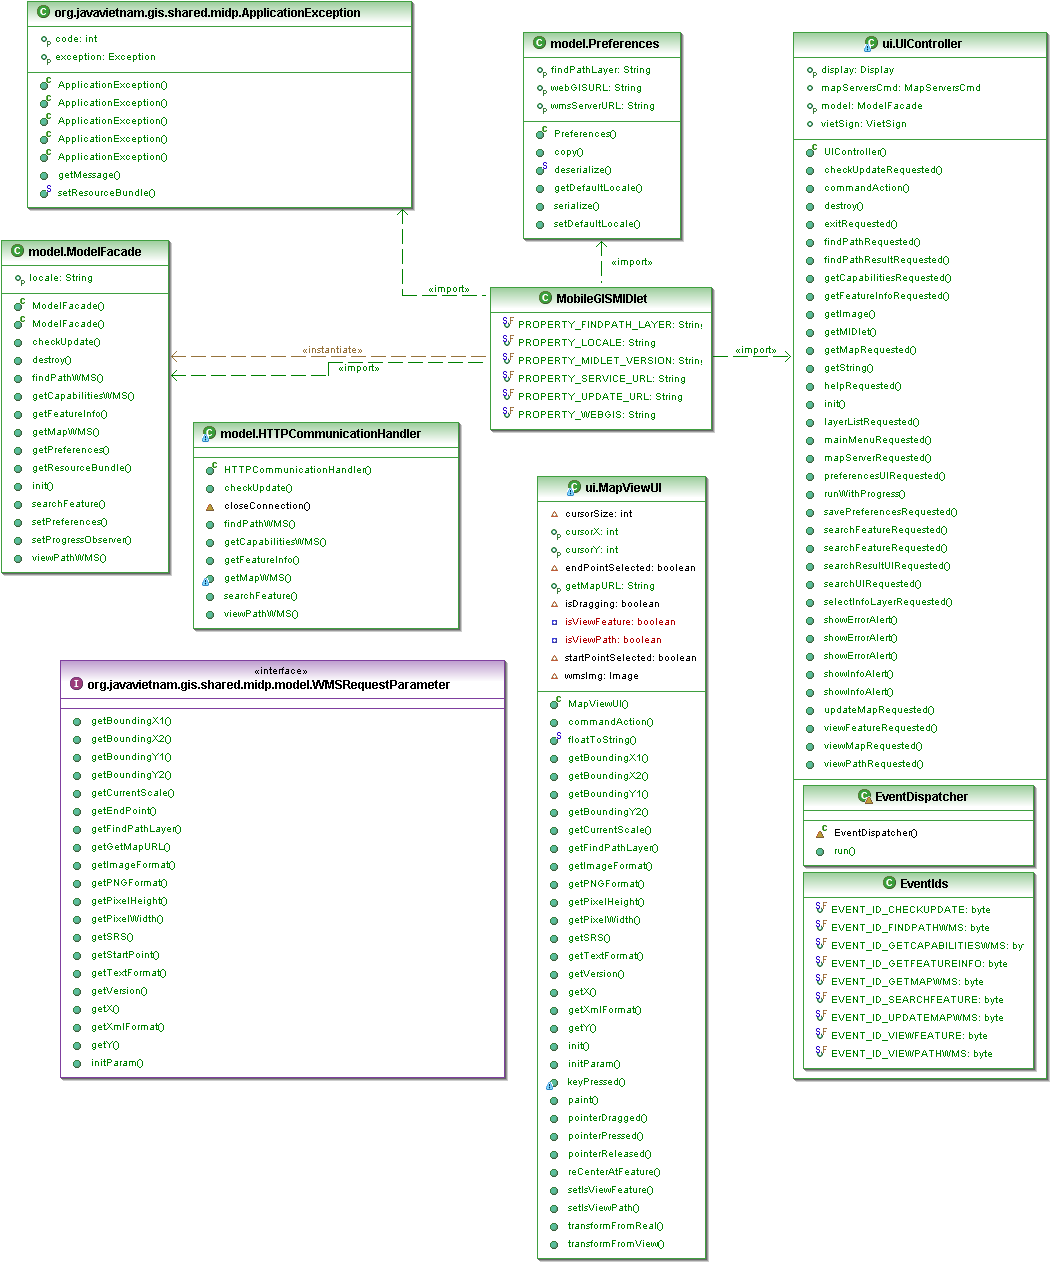 org.javavietnam.gis.shared.midp.ApplicationException
code: int
exception: Exception
ApplicationException()
ApplicationException()
ApplicationException()
ApplicationException()
ApplicationException()
getMessage()
setResourceBundle()
model.Preferences
findPathLayer: String
webGISURL: String
wmsServerURL: String
Preferences()
copy()
deserialize()
getDefaultLocale()
serialize()
setDefaultLocale()
ui.UIController
display: Display
mapServersCmd: MapServersCmd
model: ModelFacade
vietSign: VietSign
UIController()
checkUpdateRequested()
commandAction()
destroy()
exitRequested()
findPathRequested()
findPathResultRequested()
getCapabilitiesRequested()
getFeatureInfoRequested()
getImage()
getMIDlet()
getMapRequested()
getString()
helpRequested()
init()
layerListRequested()
mainMenuRequested()
mapServerRequested()
preferencesUIRequested()
runWithProgress()
savePreferencesRequested()
searchFeatureRequested()
searchFeatureRequested()
searchResultUIRequested()
searchUIRequested()
selectInfoLayerRequested()
showErrorAlert()
showErrorAlert()
showErrorAlert()
showInfoAlert()
showInfoAlert()
updateMapRequested()
viewFeatureRequested()
viewMapRequested()
viewPathRequested()
EventDispatcher
EventDispatcher()
run()
EventIds
EVENT_ID_CHECKUPDATE: byte
EVENT_ID_FINDPATHWMS: byte
EVENT_ID_GETCAPABILITIESWMS: by
EVENT_ID_GETFEATUREINFO: byte
EVENT_ID_GETMAPWMS: byte
EVENT_ID_SEARCHFEATURE: byte
EVENT_ID_UPDATEMAPWMS: byte
EVENT_ID_VIEWFEATURE: byte
EVENT_ID_VIEWPATHWMS: byte
model.ModelFacade
locale: String
ModelFacade()
ModelFacade()
checkUpdate()
destroy()
findPathWMS()
getCapabilitiesWMS()
getFeatureInfo()
getMapWMS()
getPreferences()
getResourceBundle()
init()
searchFeature()
setPreferences()
setProgressObserver()
viewPathWMS()
«import»
«import»
«instantiate»
«import»
«import»
MobileGISMIDlet
PROPERTY_FINDPATH_LAYER: String
PROPERTY_LOCALE: String
PROPERTY_MIDLET_VERSION: String
PROPERTY_SERVICE_URL: String
PROPERTY_UPDATE_URL: String
PROPERTY_WEBGIS: String
model.HTTPCommunicationHandler
HTTPCommunicationHandler()
checkUpdate()
closeConnection()
findPathWMS()
getCapabilitiesWMS()
getFeatureInfo()
getMapWMS()
searchFeature()
viewPathWMS()
ui.MapViewUI
cursorSize: int
cursorX: int
cursorY: int
endPointSelected: boolean
getMapURL: String
isDragging: boolean
isViewFeature: boolean
isViewPath: boolean
startPointSelected: boolean
wmsImg: Image
MapViewUI()
commandAction()
floatToString()
getBoundingX1()
getBoundingX2()
getBoundingY1()
getBoundingY2()
getCurrentScale()
getFindPathLayer()
getImageFormat()
getPNGFormat()
getPixelHeight()
getPixelWidth()
getSRS()
getTextFormat()
getVersion()
getX()
getXmlFormat()
getY()
init()
initParam()
keyPressed()
paint()
pointerDragged()
pointerPressed()
pointerReleased()
reCenterAtFeature()
setIsViewFeature()
setIsViewPath()
transformFromReal()
transformFromView()
«interface»
org.javavietnam.gis.shared.midp.model.WMSRequestParameter
getBoundingX1()
getBoundingX2()
getBoundingY1()
getBoundingY2()
getCurrentScale()
getEndPoint()
getFindPathLayer()
getGetMapURL()
getImageFormat()
getPNGFormat()
getPixelHeight()
getPixelWidth()
getSRS()
getStartPoint()
getTextFormat()
getVersion()
getX()
getXmlFormat()
getY()
initParam()